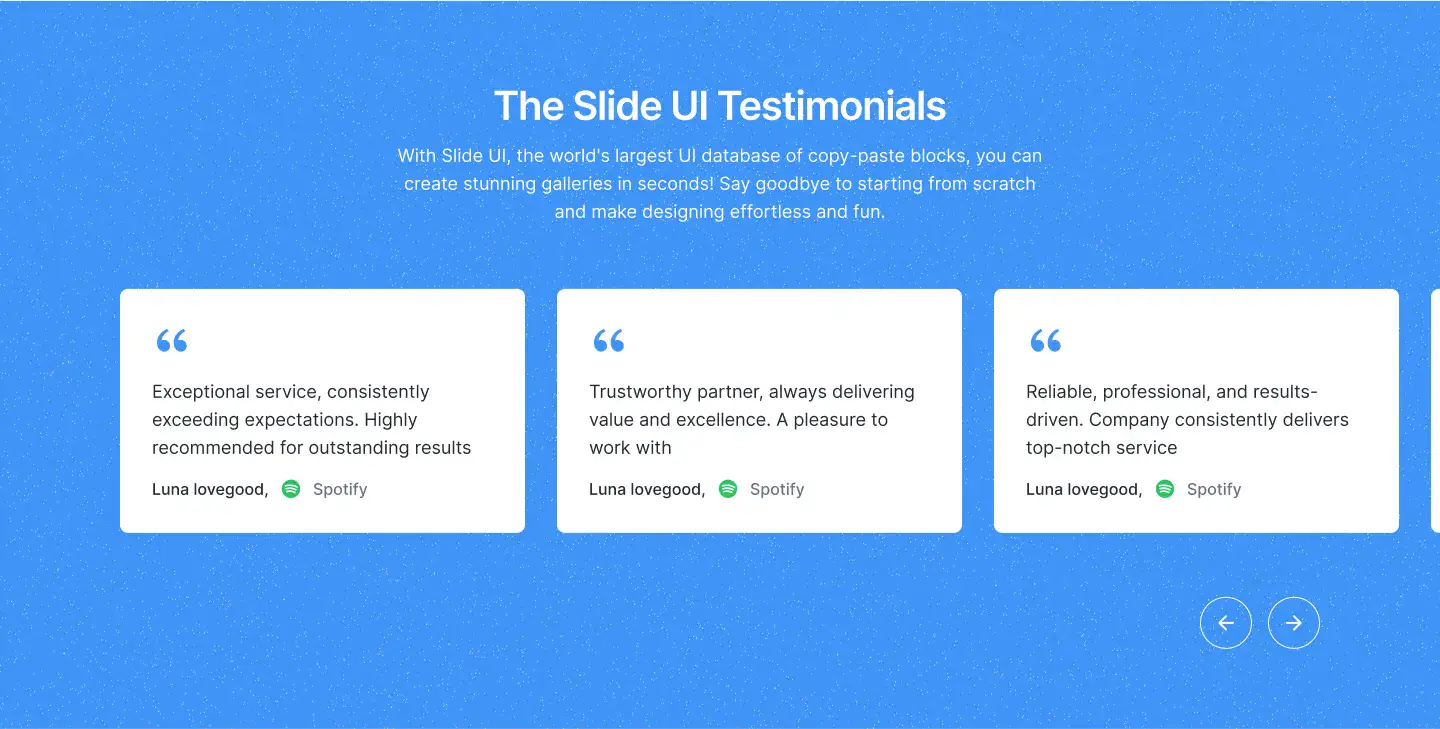 The Slide UI Testimonials
With Slide UI, the world's largest UI database of copy-paste blocks, you can
create stunning galleries in seconds! Say goodbye to starting from scratch
and make designing effortless and fun.
“
Exceptional service, consistently
exceeding expectations. Highly
recommended for outstanding results
Luna lovegood, Spotify
“
Trustworthy partner, always delivering
value and excellence. A pleasure to
work with
Luna lovegood, Spotify
“
Reliable, professional, and results-
driven. Company consistently delivers
top-notch service
Luna lovegood, Spotify